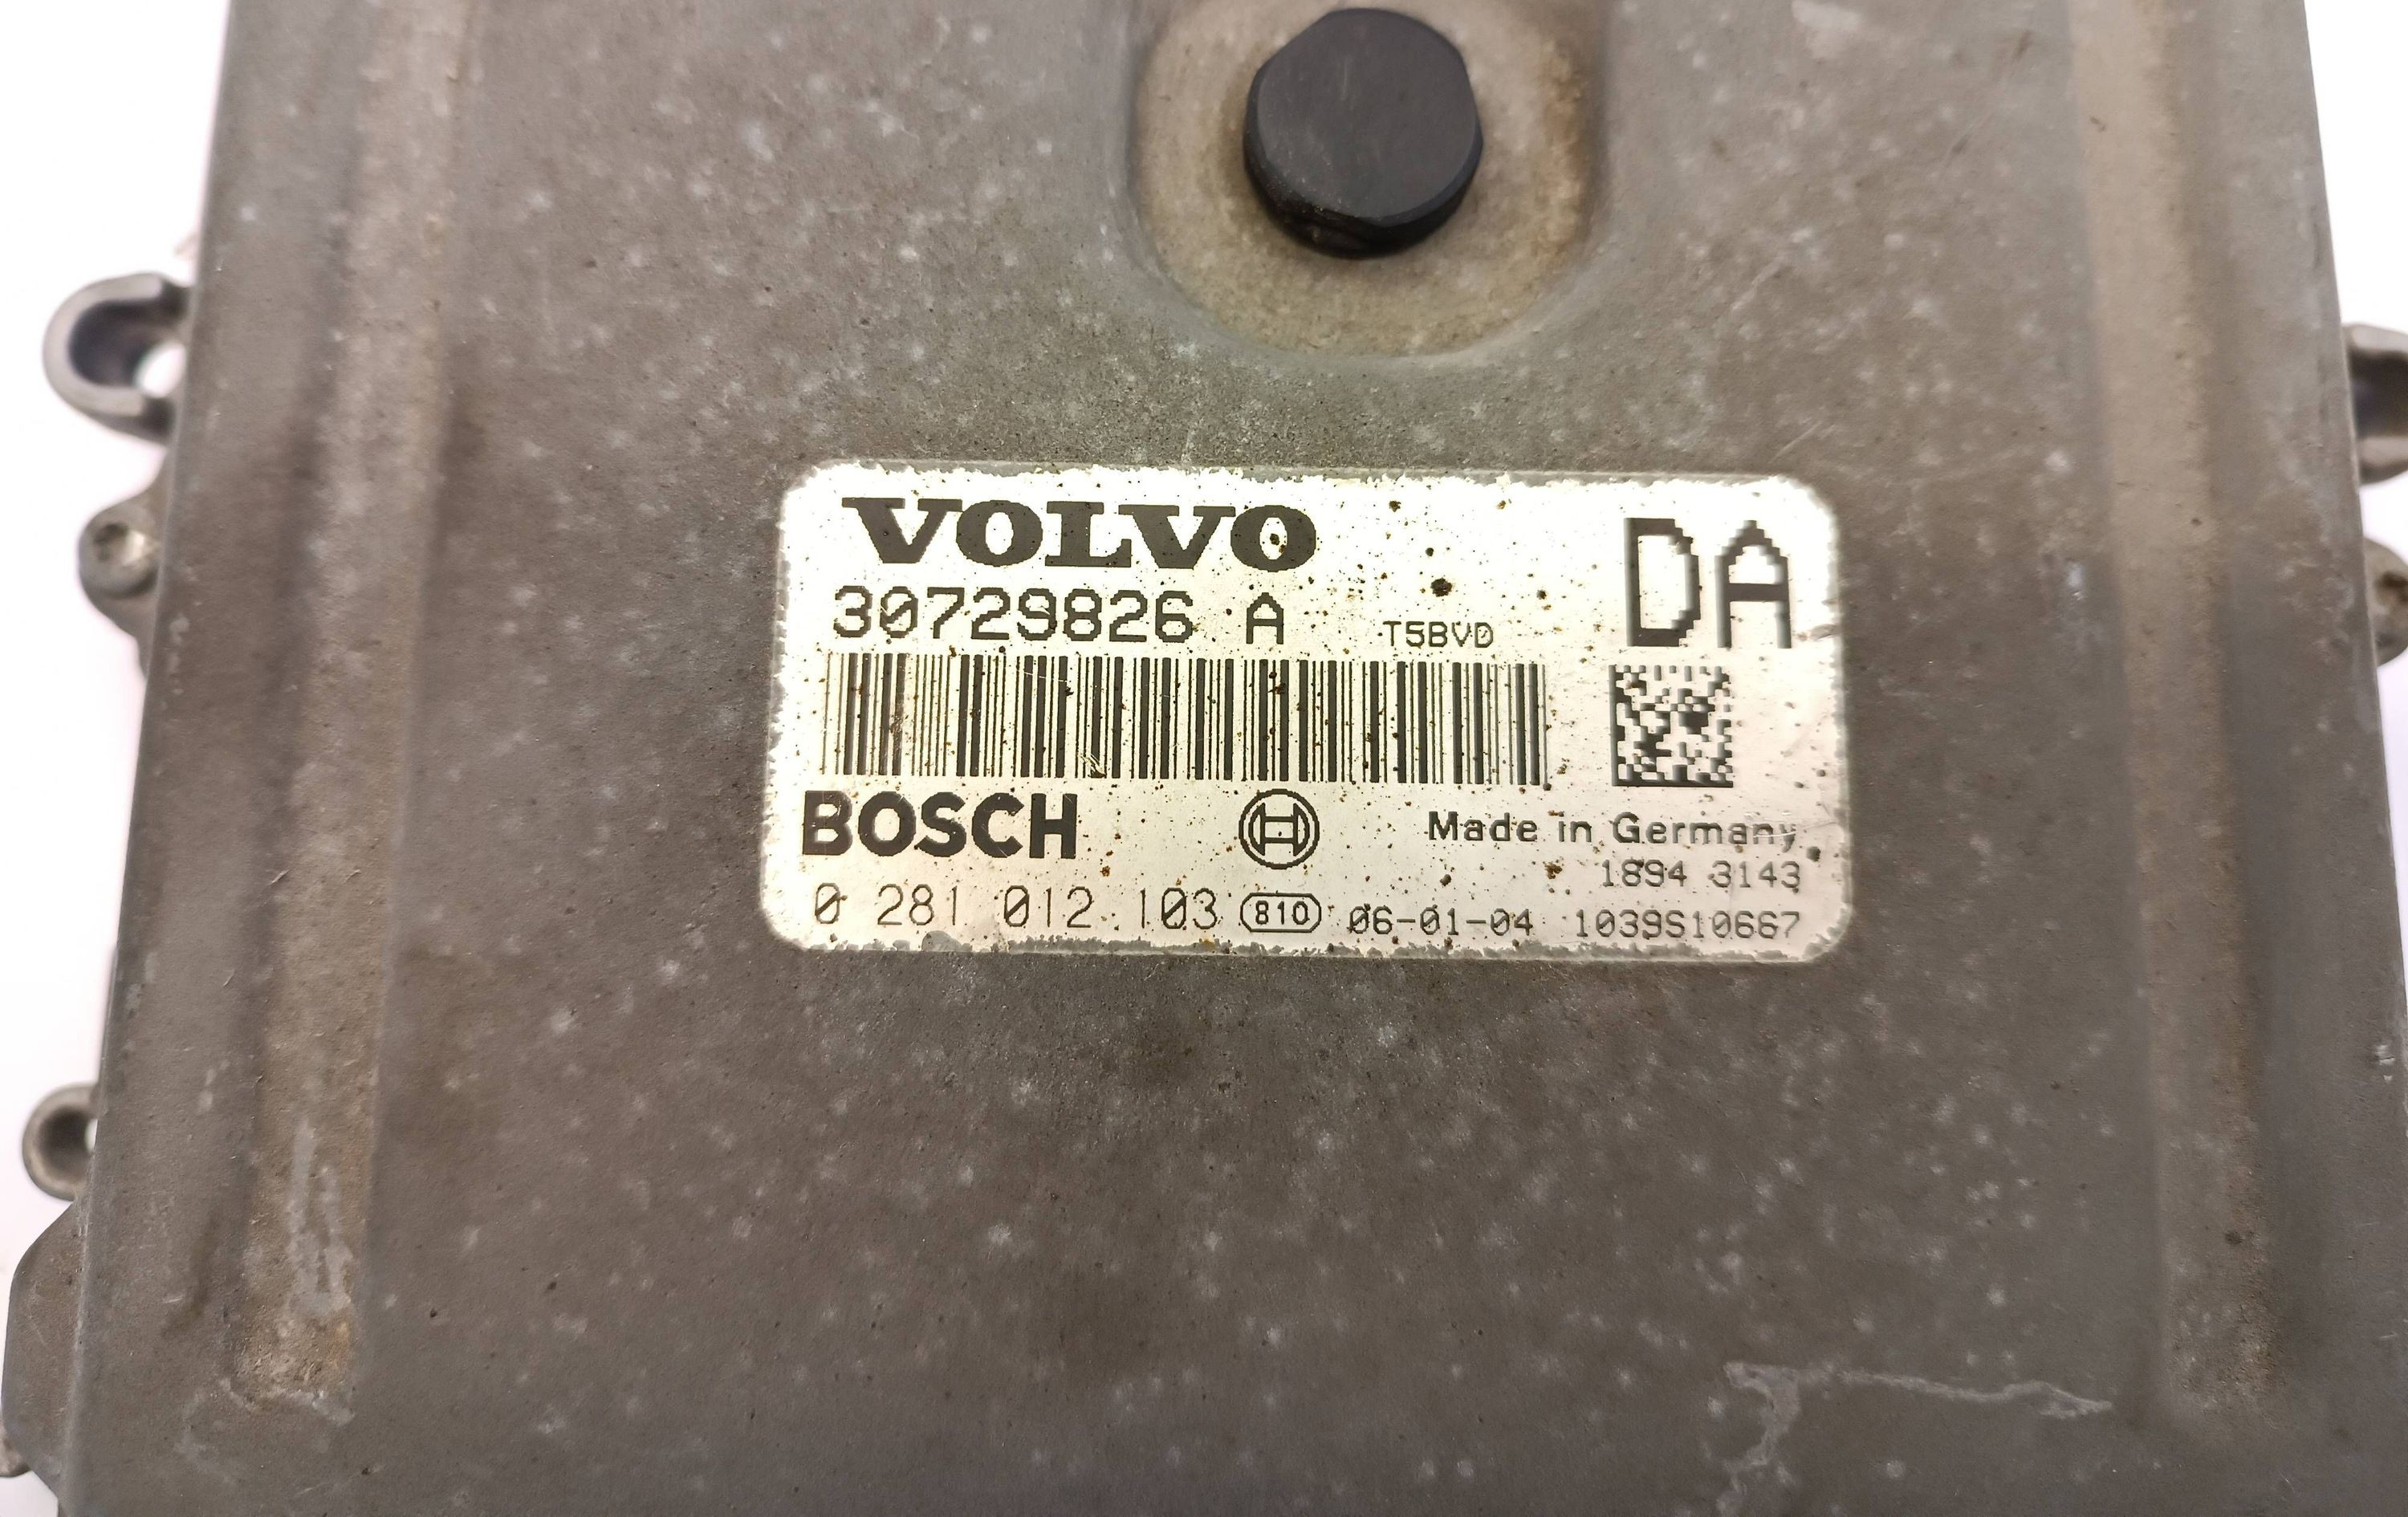 VOLVO
DA
30729826 A T5BVD
BOSCH Made in Germany
1894 3143
0 281 012 103 810 06-01-04 1039S10667